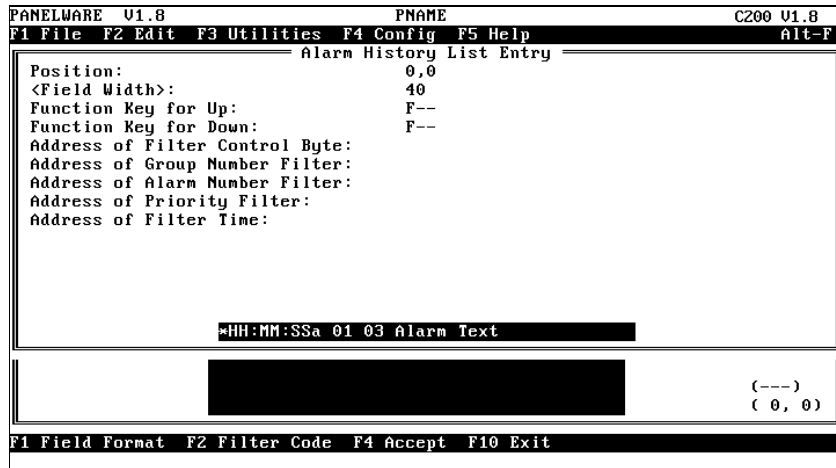 PANELWARE V1.8 PNAME C200 V1.8
F1 File F2 Edit F3 Utilities F4 Config F5 Help Alt-F
Alarm History List Entry
Position: 0,0
<Field Width>: 40
Function Key for Up: F--
Function Key for Down: F--
Address of Filter Control Byte:
Address of Group Number Filter:
Address of Alarm Number Filter:
Address of Priority Filter:
Address of Filter Time:
*HH:MM:SSa 01 03 Alarm Text
(---)
( 0, 0)
F1 Field Format F2 Filter Code F4 Accept F10 Exit